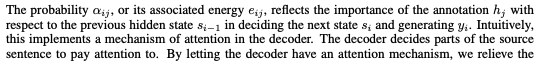 The probability αij, or its associated energy eij, reflects the importance of the annotation hj with
respect to the previous hidden state si−1 in deciding the next state si and generating yi. Intuitively,
this implements a mechanism of attention in the decoder. The decoder decides parts of the source
sentence to pay attention to. By letting the decoder have an attention mechanism, we relieve the